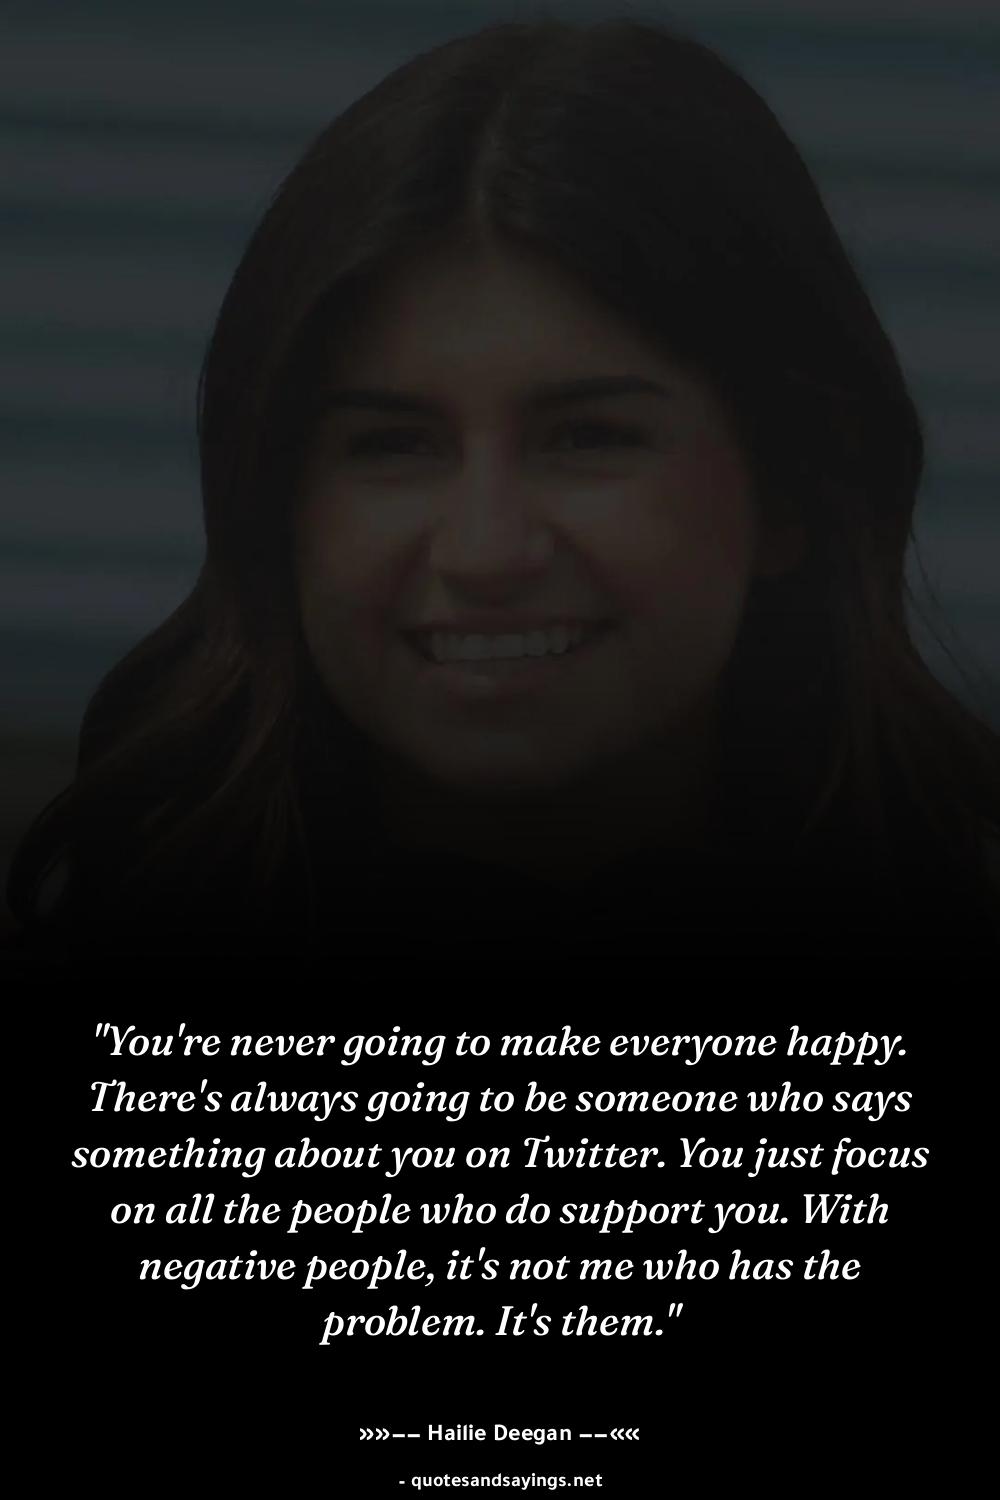 "You're never going to make everyone happy.
There's always going to be someone who says
something about you on Twitter. You just focus
on all the people who do support you. With
negative people, it's not me who has the
problem. It's them."
»»–– Hailie Deegan ––««
- quotesandsayings.net